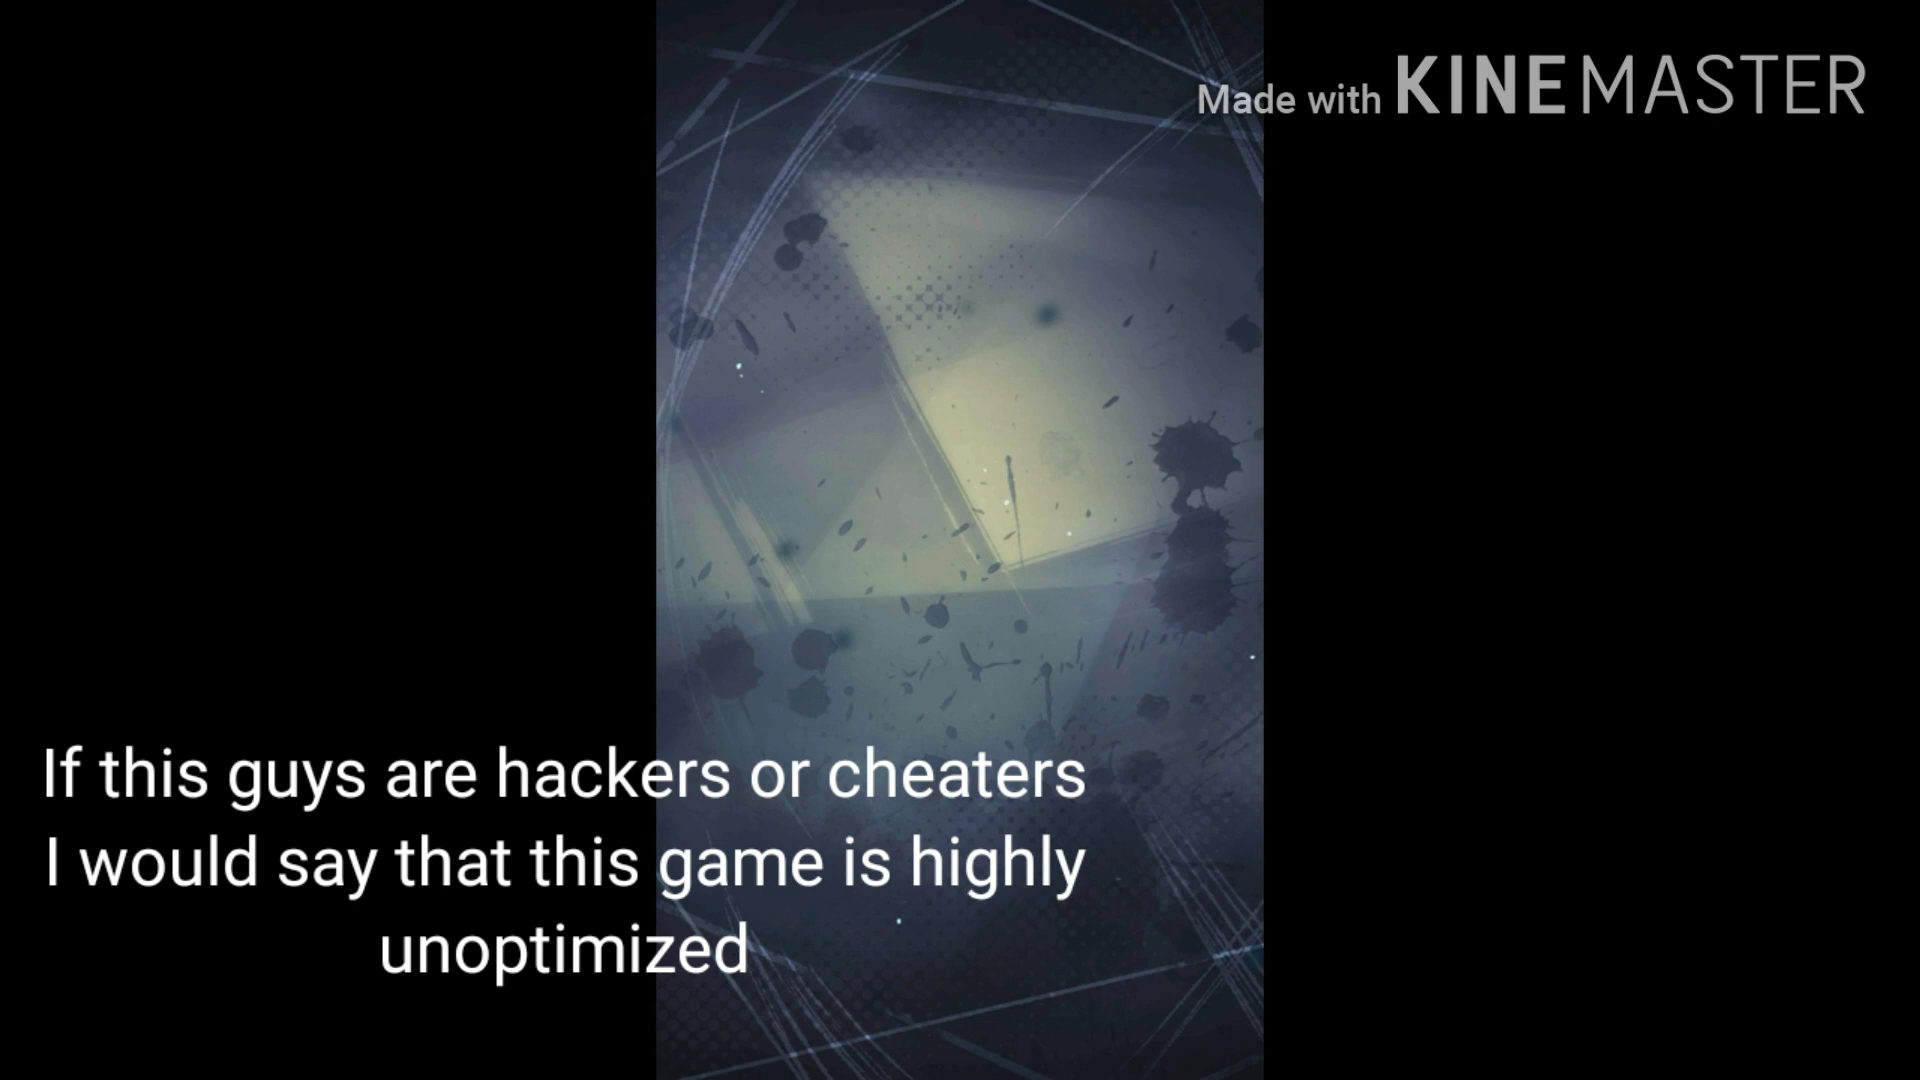 Made with KINEMASTER
If this guys are hackers or cheaters
I would say that this game is highly
unoptimized